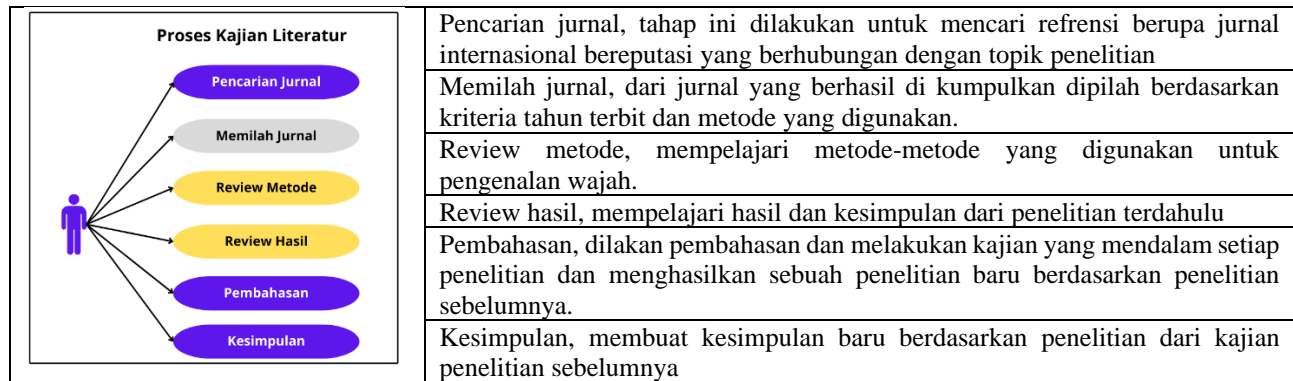 Proses Kajian Literatur
Pencarian Jurnal
Memilah Jurnal
Review Metode
Review Hasil
Pembahasan
Kesimpulan
Pencarian jurnal, tahap ini dilakukan untuk mencari refrensi berupa jurnal
internasional bereputasi yang berhubungan dengan topik penelitian
Memilah jurnal, dari jurnal yang berhasil di kumpulkan dipilah berdasarkan
kriteria tahun terbit dan metode yang digunakan.
Review metode, mempelajari metode-metode yang digunakan untuk
pengenalan wajah.
Review hasil, mempelajari hasil dan kesimpulan dari penelitian terdahulu
Pembahasan, dilakan pembahasan dan melakukan kajian yang mendalam setiap
penelitian dan menghasilkan sebuah penelitian baru berdasarkan penelitian
sebelumnya.
Kesimpulan, membuat kesimpulan baru berdasarkan penelitian dari kajian
penelitian sebelumnya